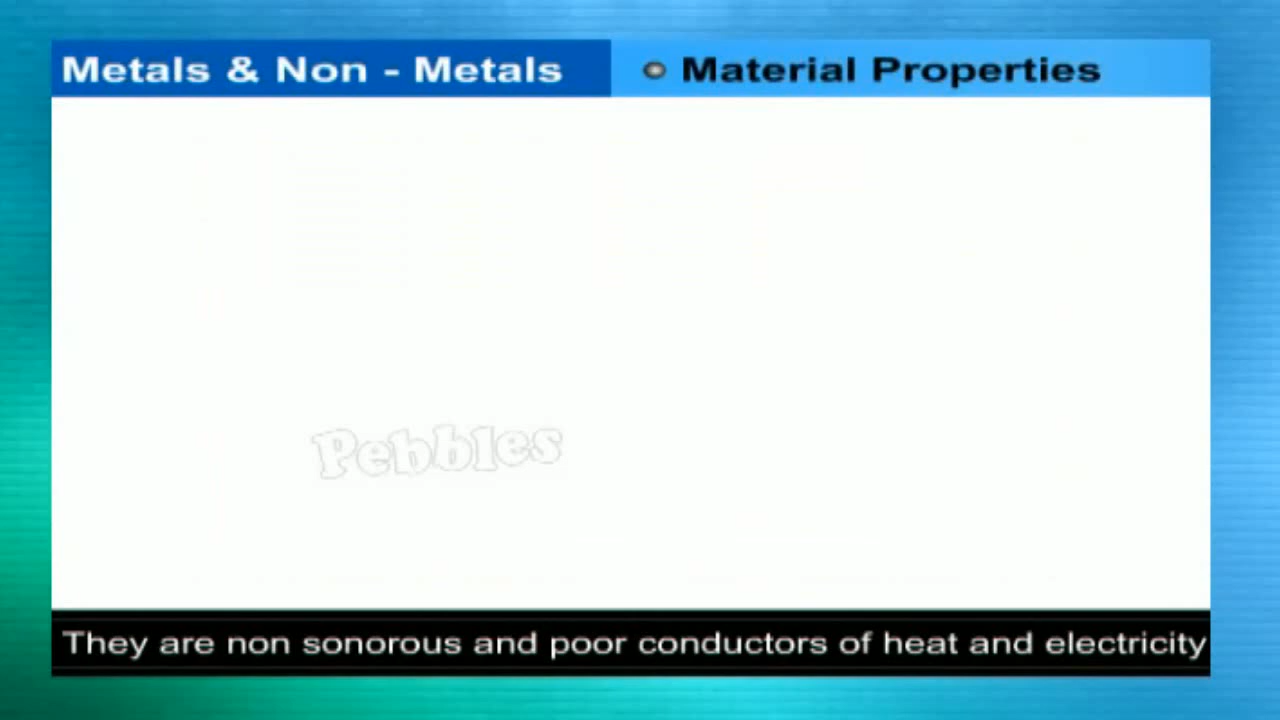 Metals & Non - Metals
Material Properties
Pebbles
They are non sonorous and poor conductors of heat and electricity